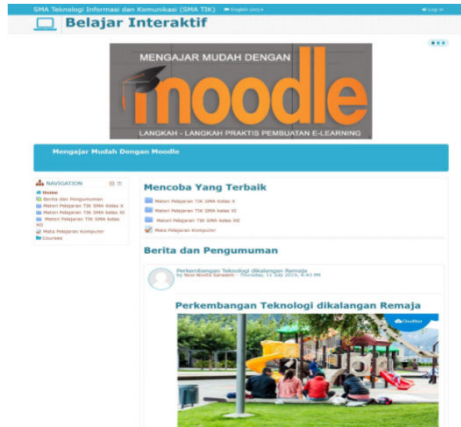 SMA Teknologi Informasi dan Komunikasi (SMA TIK)
Belajar Interaktif
MENGAJAR MUDAH DENGAN
moodle
LANGKAH - LANGKAH PRAKTIS PEMBUATAN E-LEARNING
Mengajar Mudah Dengan Moodle
NAVIGATION
Home
Berita dan Pengumuman
Materi Pelajaran TIK SMA Kelas X
Materi Pelajaran TIK SMA Kelas XI
Materi Pelajaran TIK SMA Kelas
XII
Mata Pelajaran Komputer
Courses
Mencoba Yang Terbaik
Materi Pelajaran TIK SMA Kelas X
Materi Pelajaran TIK SMA kelas XI
Materi Pelajaran TIK SMA kelas XII
Mata Pelajaran Komputer
Berita dan Pengumuman
Perkembangan Teknologi dikalangan Remaja
Perkembangan Teknologi dikalangan Remaja